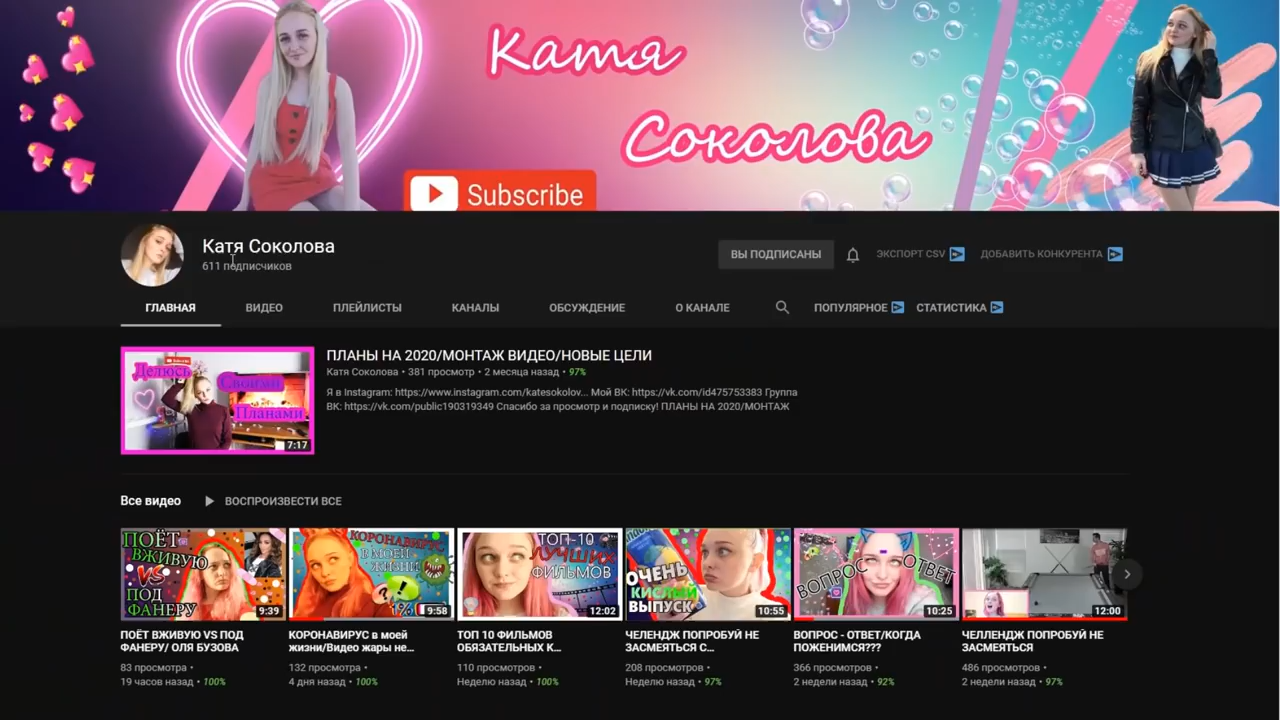 Катя
Соколова
Subscribe
Катя Соколова
611 подписчиков
ВЫ ПОДПИСАНЫ
ЭКСПОРТ CSV
ДОБАВИТЬ КОНКУРЕНТА
ГЛАВНАЯ
ВИДЕО
ПЛЕЙЛИСТЫ
КАНАЛЫ
ОБСУЖДЕНИЕ
О КАНАЛЕ
ПОПУЛЯРНОЕ
СТАТИСТИКА
Делюсь
Своими
Планами
7:17
ПЛАНЫ НА 2020/МОНТАЖ ВИДЕО/НОВЫЕ ЦЕЛИ
Катя Соколова • 381 просмотр • 2 месяца назад • 97%
Я в Instagram: https://www.instagram.com/katesokolov... Мой ВК: https://vk.com/id475753383 Группа
ВК: https://vk.com/public190319349 Спасибо за просмотр и подписку! ПЛАНЫ НА 2020/МОНТАЖ
Все видео
ВОСПРОИЗВЕСТИ ВСЕ
ПОЁТ
ВЖИВУЮ
VS
ПОД
ФАНЕРУ
9:39
КОРОНАВИРУС
В МОЕЙ
ЖИЗНИ
1%
9:58
ТОП-10
ЛУЧШИХ
ФИЛЬМОВ
12:02
ОЧЕНЬ
КИСЛЫЙ
ВЫПУСК
10:55
ВОПРОС
ОТВЕТ
10:25
12:00
ПОЁТ ВЖИВУЮ VS ПОД
ФАНЕРУ/ ОЛЯ БУЗОВА
83 просмотра •
19 часов назад • 100%
КОРОНАВИРУС в моей
жизни/Видео жары не...
132 просмотра •
4 дня назад • 100%
ТОП 10 ФИЛЬМОВ
ОБЯЗАТЕЛЬНЫХ К...
110 просмотров •
Неделю назад • 100%
ЧЕЛЕНДЖ ПОПРОБУЙ НЕ
ЗАСМЕЯТЬСЯ С...
208 просмотров •
Неделю назад • 97%
ВОПРОС - ОТВЕТ/КОГДА
ПОЖЕНИМСЯ???
366 просмотров •
2 недели назад • 92%
ЧЕЛЛЕНДЖ ПОПРОБУЙ НЕ
ЗАСМЕЯТЬСЯ
486 просмотров •
2 недели назад • 97%